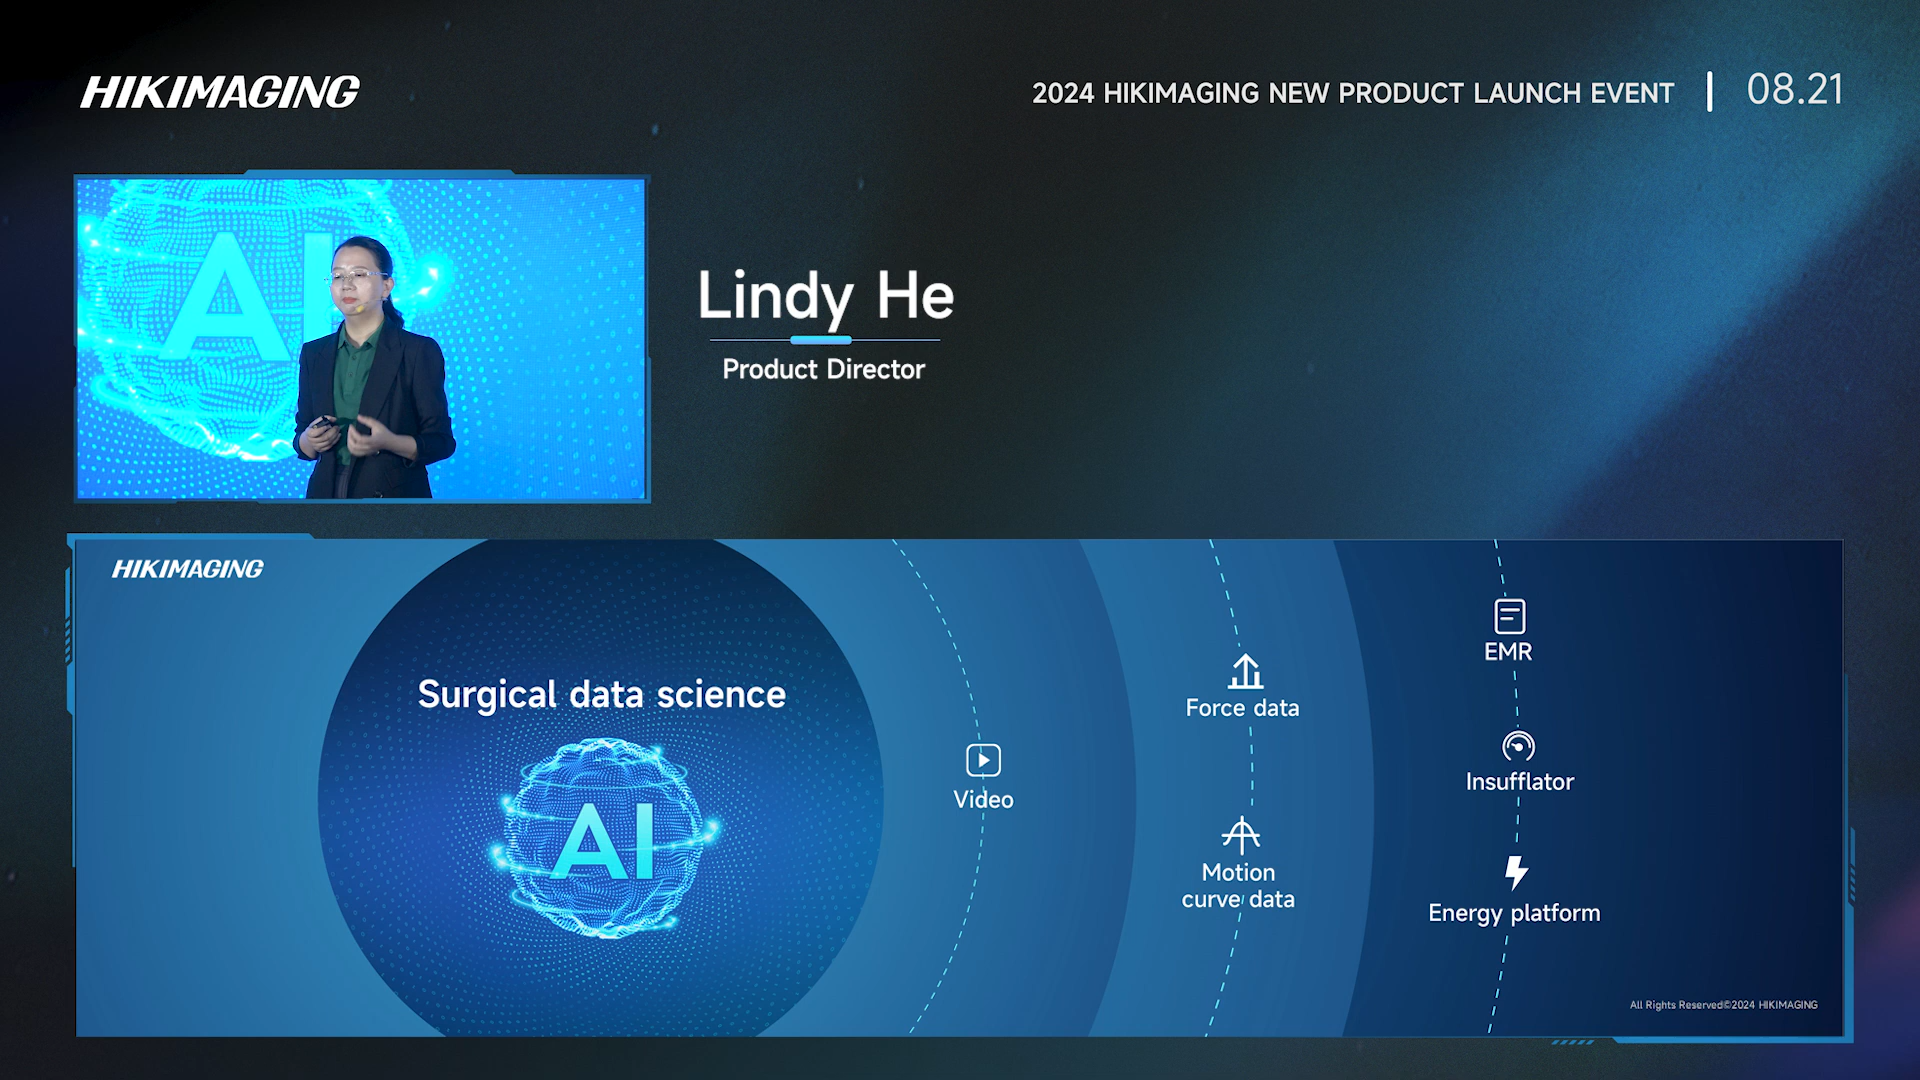 HIKIMAGING
2024 HIKIMAGING NEW PRODUCT LAUNCH EVENT | 08.21
AI
Lindy He
Product Director
HIKIMAGING
Surgical data science
AI
Video
Force data
Motion
curve data
EMR
Insufflator
Energy platform
All Rights Reserved©2024 HIKIMAGING